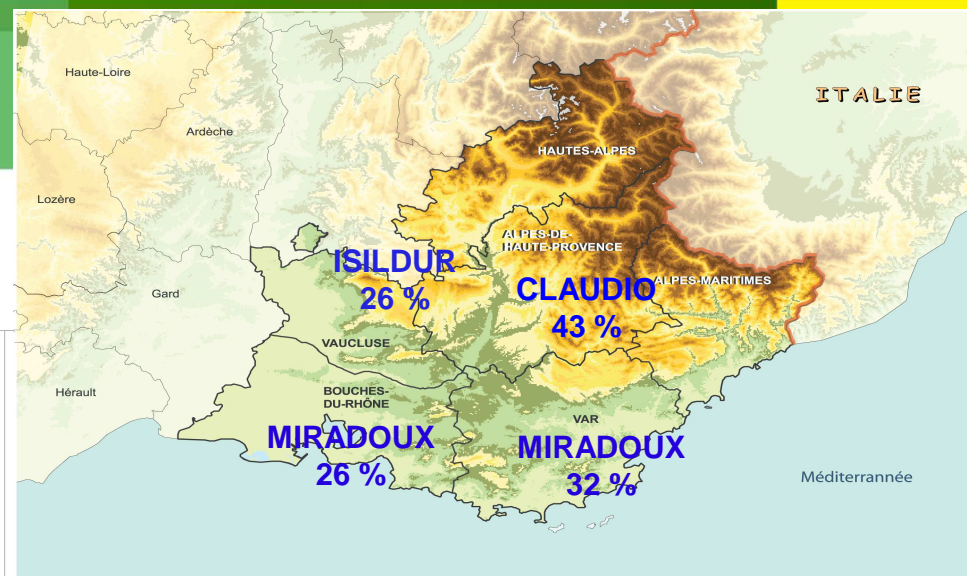 Haute-Loire
ITALIE
Ardèche
HAUTES-ALPES
Lozère
ALPES-DE-
HAUTE-PROVENCE
ISILDUR
26 %
ALPES-MARITIMES
CLAUDIO
43 %
Gard
VAUCLUSE
Hérault
BOUCHES-
DU-RHÔNE
VAR
MIRADOUX
26 %
MIRADOUX
32 %
Méditerrannée